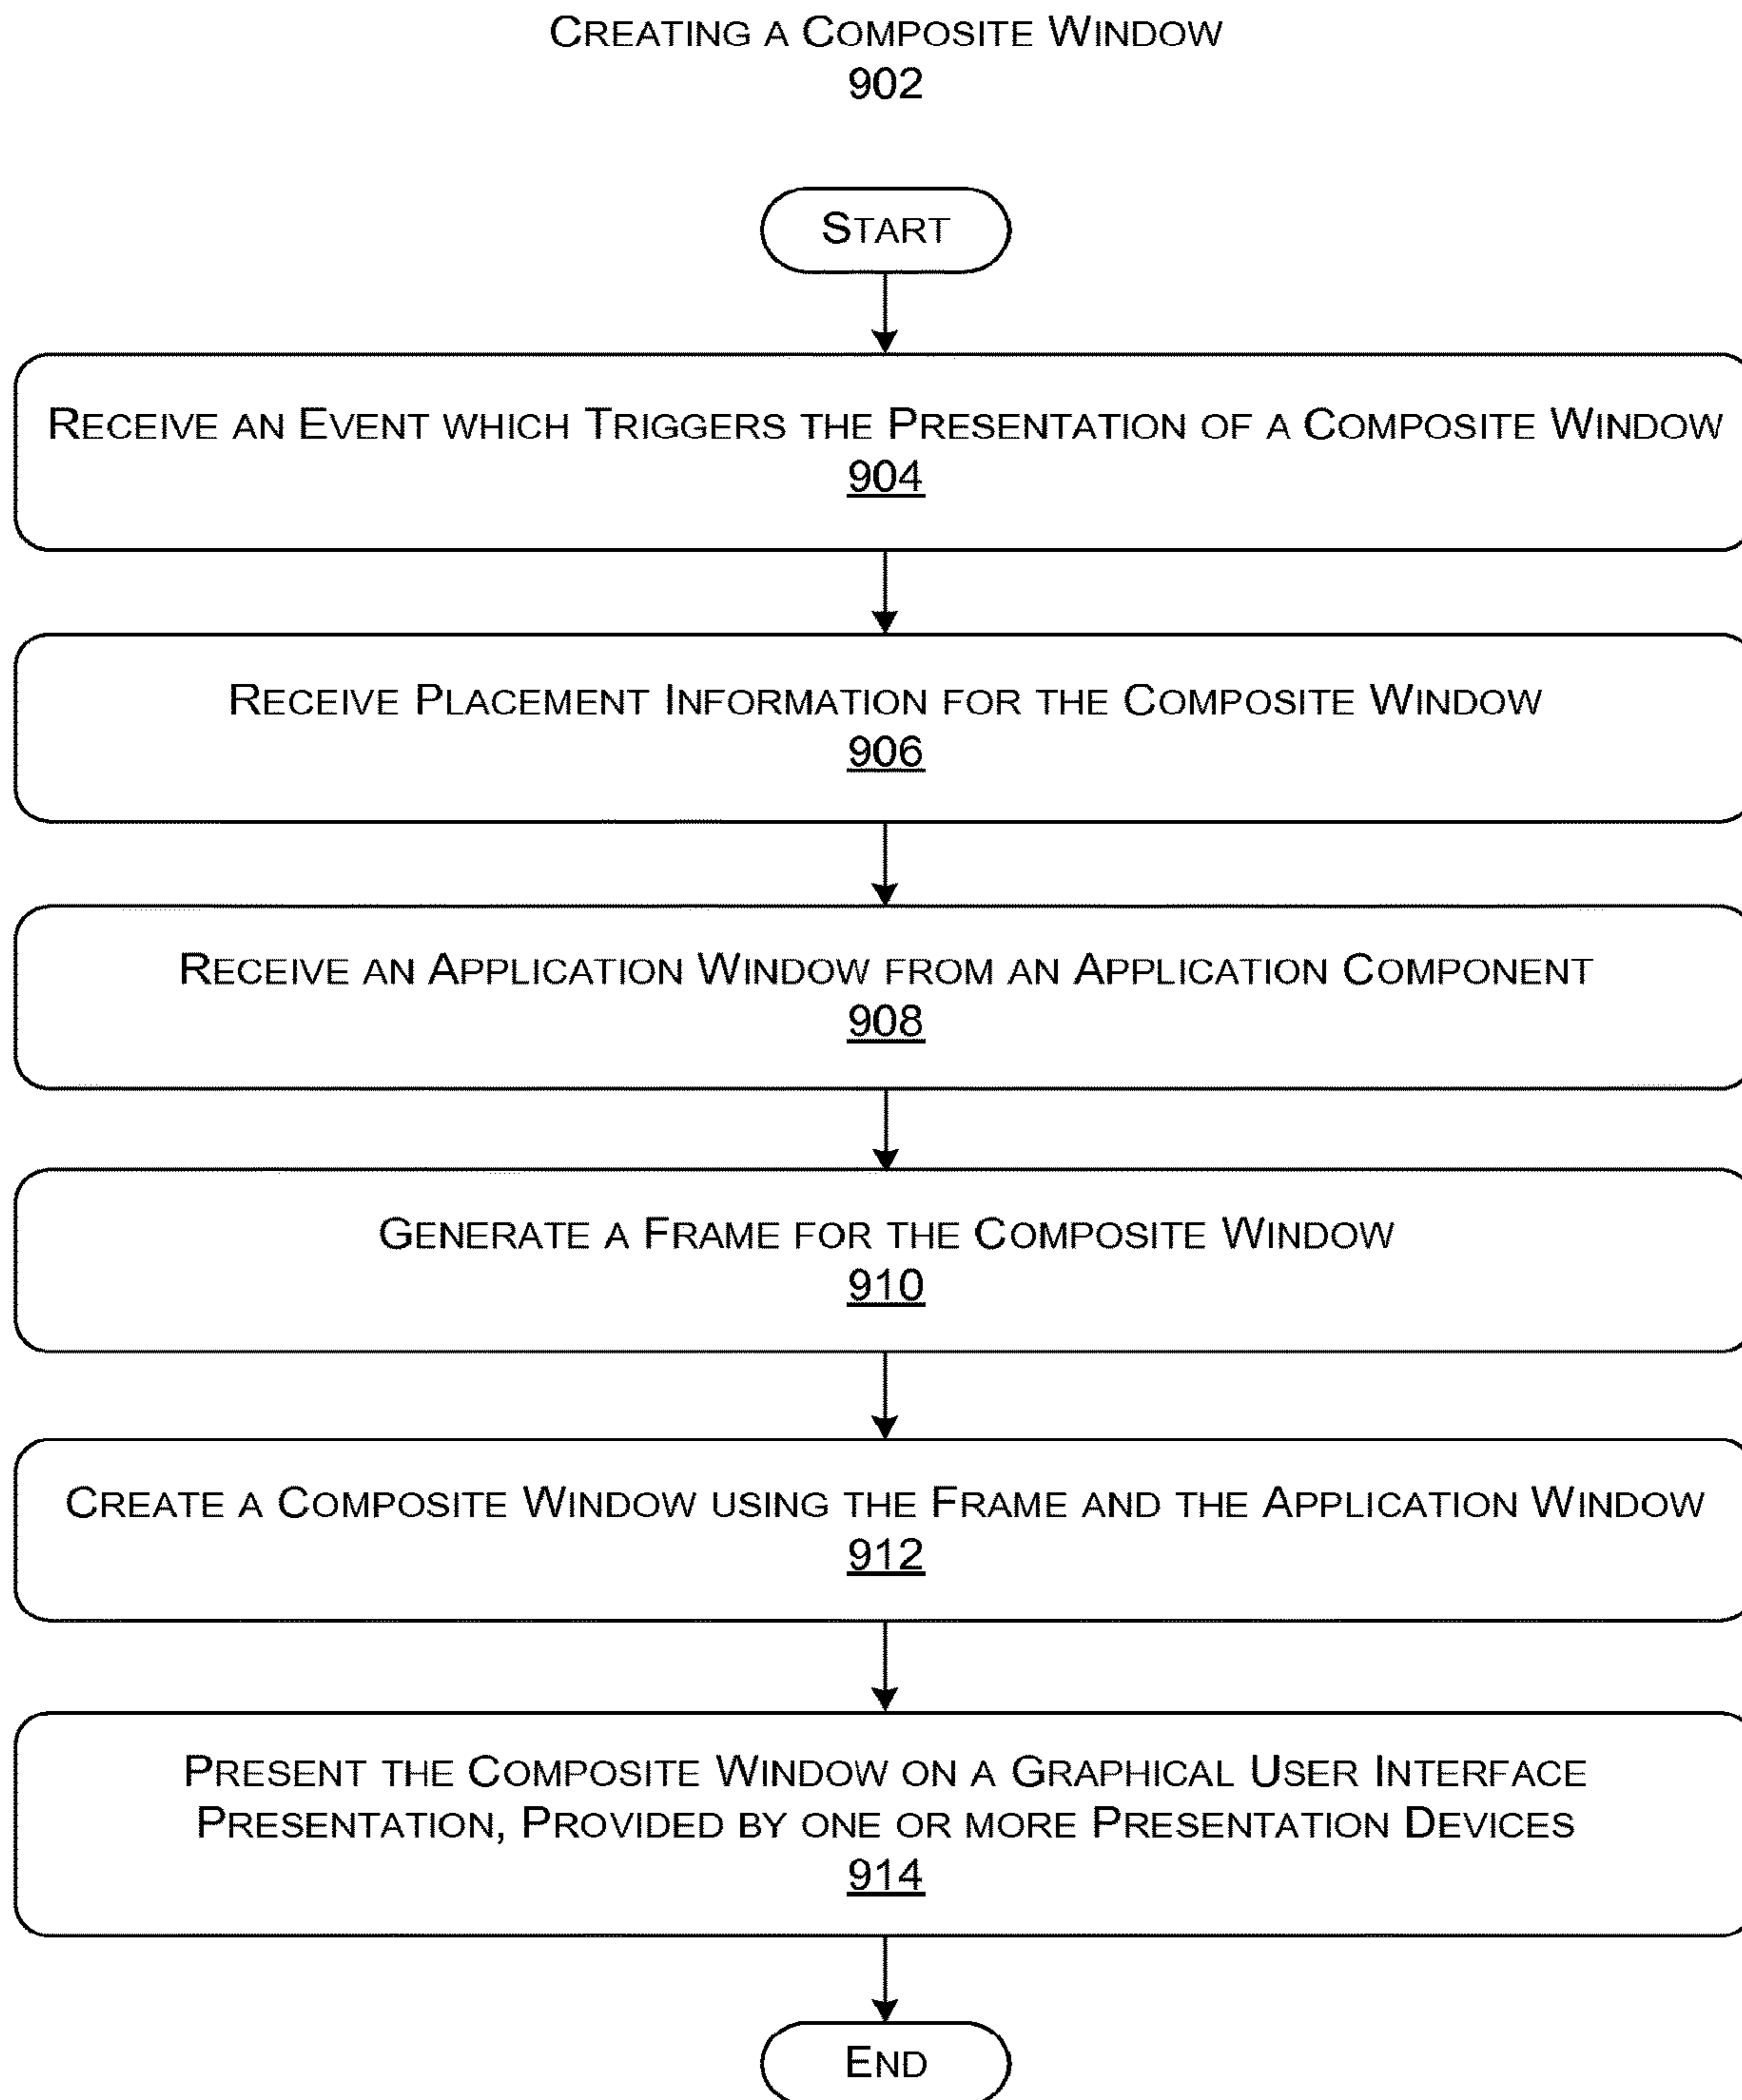 CREATING A COMPOSITE WINDOW
902
START
RECEIVE AN EVENT WHICH TRIGGERS THE PRESENTATION OF A COMPOSITE WINDOW
904
RECEIVE PLACEMENT INFORMATION FOR THE COMPOSITE WINDOW
906
RECEIVE AN APPLICATION WINDOW FROM AN APPLICATION COMPONENT
908
GENERATE A FRAME FOR THE COMPOSITE WINDOW
910
CREATE A COMPOSITE WINDOW USING THE FRAME AND THE APPLICATION WINDOW
912
PRESENT THE COMPOSITE WINDOW ON A GRAPHICAL USER INTERFACE
PRESENTATION, PROVIDED BY ONE OR MORE PRESENTATION DEVICES
914
END